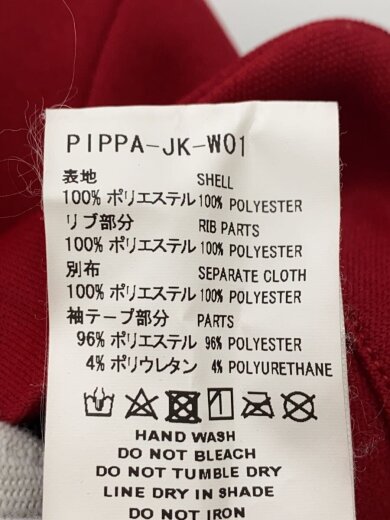 PIPPA-JK-W01
表地 SHELL
100% ポリエステル 100% POLYESTER
リブ部分 RIB PARTS
100% ポリエステル 100% POLYESTER
別布 SEPARATE CLOTH
100% ポリエステル 100% POLYESTER
袖テープ部分 PARTS
96% ポリエステル 96% POLYESTER
4% ポリウレタン 4% POLYURETHANE
HAND WASH
DO NOT BLEACH
DO NOT TUMBLE DRY
LINE DRY IN SHADE
DO NOT IRON